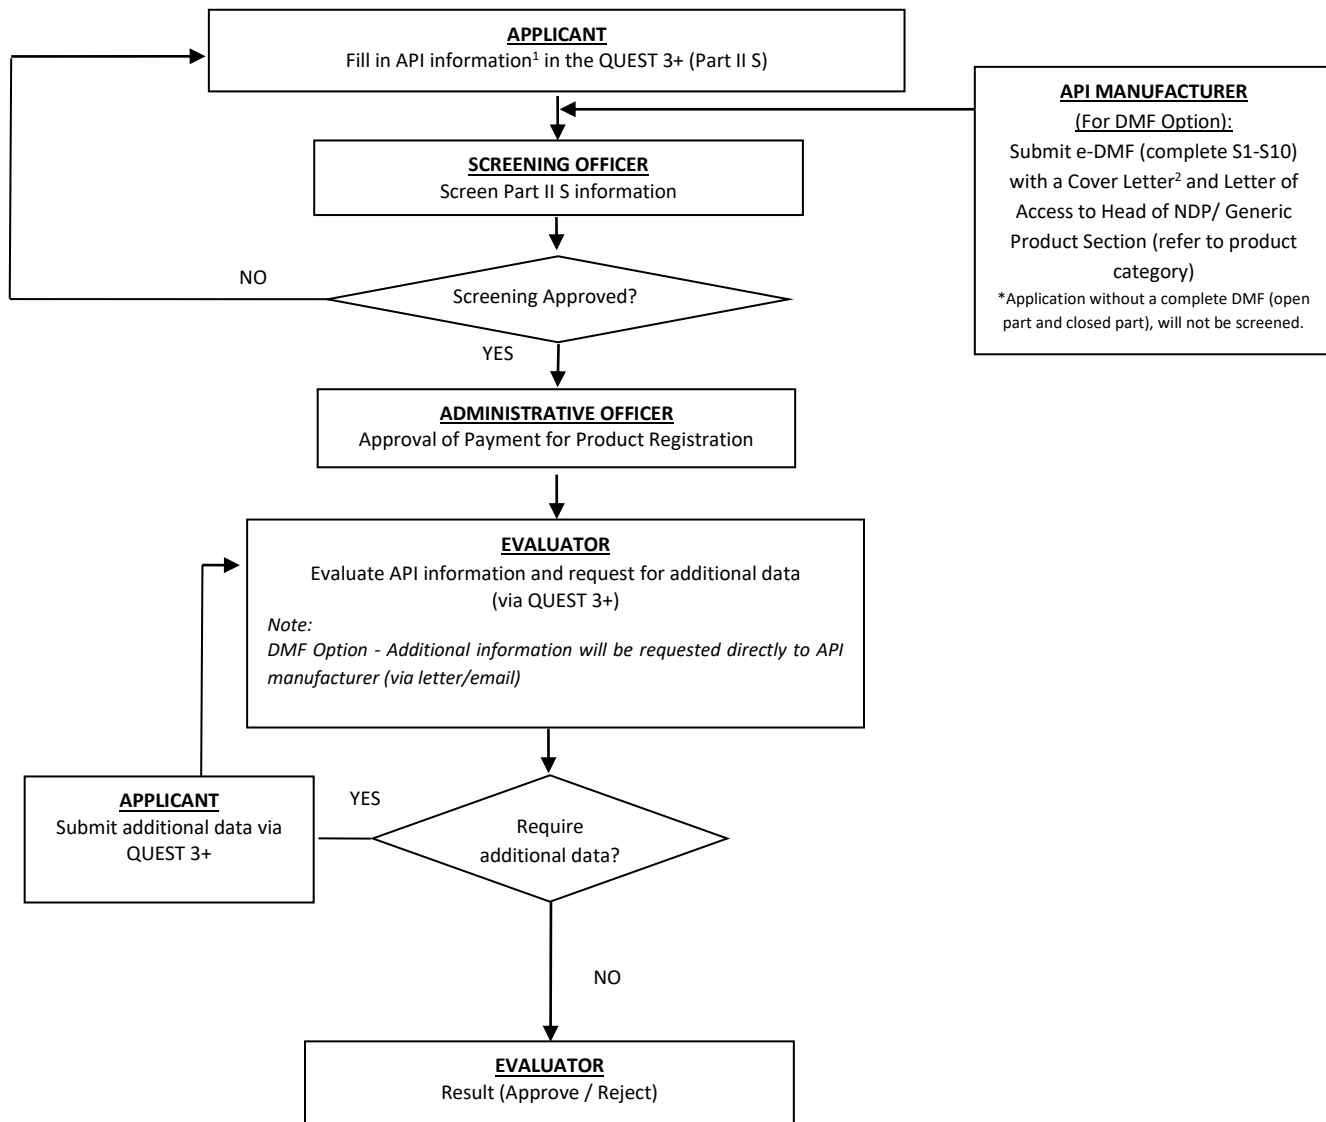 APPLICANT
Fill in API information¹ in the QUEST 3+ (Part II S)
API MANUFACTURER
(For DMF Option):
Submit e-DMF (complete S1-S10)
with a Cover Letter² and Letter of
Access to Head of NDP/ Generic
Product Section (refer to product
category)
*Application without a complete DMF (open
part and closed part), will not be screened.
SCREENING OFFICER
Screen Part II S information
NO
Screening Approved?
YES
ADMINISTRATIVE OFFICER
Approval of Payment for Product Registration
EVALUATOR
Evaluate API information and request for additional data
(via QUEST 3+)
Note:
DMF Option - Additional information will be requested directly to API
manufacturer (via letter/email)
APPLICANT
Submit additional data via
QUEST 3+
YES
Require
additional data?
NO
EVALUATOR
Result (Approve / Reject)